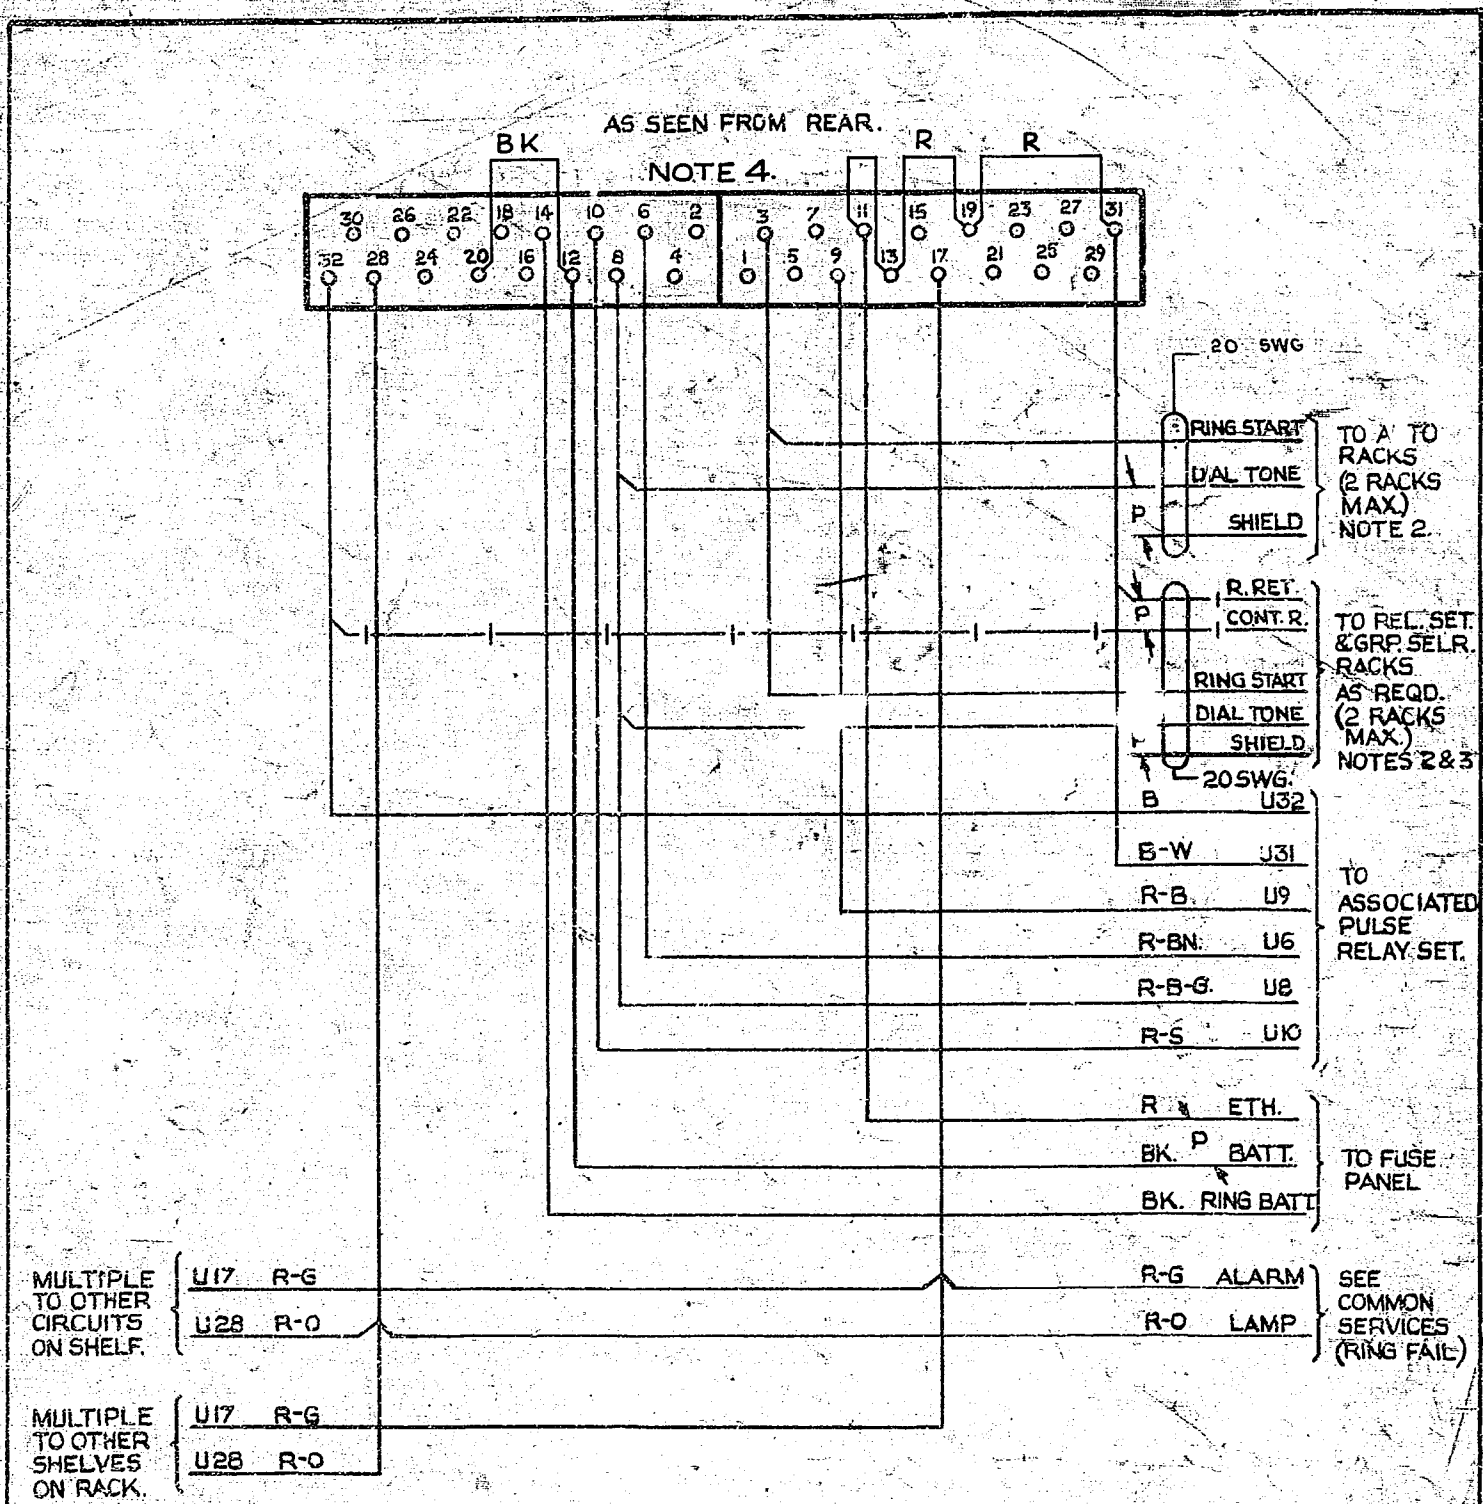 AS SEEN FROM REAR.
BK
R
R
NOTE 4.
30 26 22 18 14 10 6 2 3 7 11 15 19 23 27 31
32 28 24 20 16 12 8 4 1 5 9 13 17 21 25 29
20 SWG
RING START
DIAL TONE
P
SHIELD
TO A TO
RACKS
(2 RACKS
MAX.)
NOTE 2.
R. RET.
P
CONT. R.
RING START
DIAL TONE
SHIELD
20 SWG.
TO REL. SET
& GRP. SELR.
RACKS
AS REQD.
(2 RACKS
MAX.)
NOTES 2 & 3
B U32
B-W U31
R-B. U9
R-BN. U6
R-B-G. U8
R-S U10
TO
ASSOCIATED
PULSE
RELAY SET.
R ETH.
BK. P BATT.
BK. RING BATT
TO FUSE
PANEL
MULTIPLE
TO OTHER
CIRCUITS
ON SHELF.
U17 R-G
U28 R-O
R-G ALARM
R-O LAMP
SEE
COMMON
SERVICES
(RING FAIL)
MULTIPLE
TO OTHER
SHELVES
ON RACK.
U17 R-G
U28 R-O